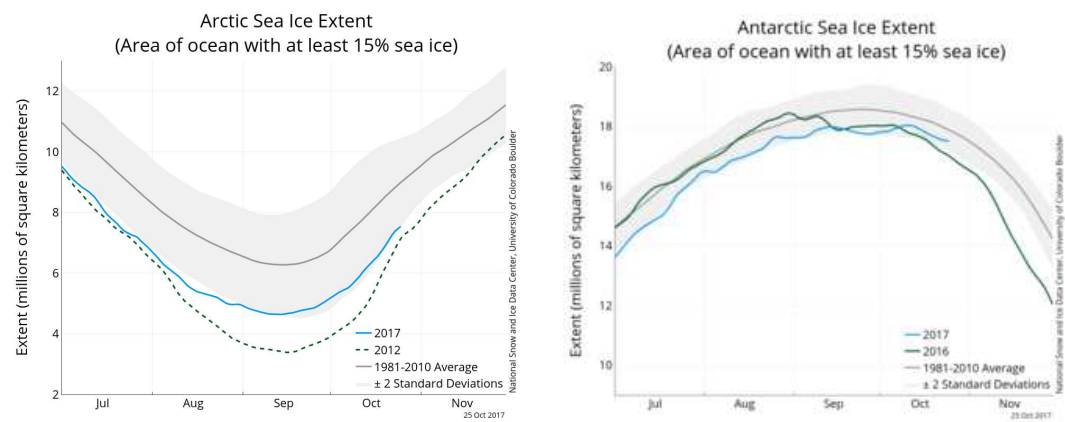 Arctic Sea Ice Extent
(Area of ocean with at least 15% sea ice)
Extent (millions of square kilometers)
12
10
8
6
4
2
Jul Aug Sep Oct Nov
2017
2012
1981-2010 Average
± 2 Standard Deviations
25 Oct 2017
National Snow and Ice Data Center, University of Colorado Boulder
Antarctic Sea Ice Extent
(Area of ocean with at least 15% sea ice)
Extent (millions of square kilometers)
20
18
16
14
12
10
Jul Aug Sep Oct Nov
2017
2016
1981-2010 Average
± 2 Standard Deviations
25 Oct 2017
National Snow and Ice Data Center, University of Colorado Boulder